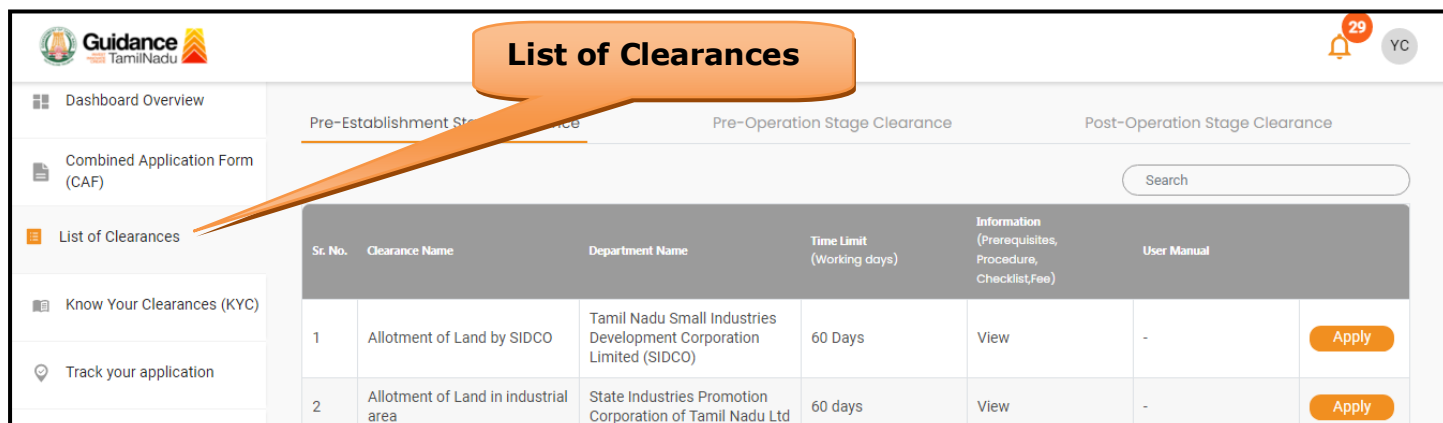 Guidance
TamilNadu
List of Clearances
29
YC
Dashboard Overview
Combined Application Form
(CAF)
List of Clearances
Know Your Clearances (KYC)
Track your application
Pre-Establishment St
Pre-Operation Stage Clearance
Post-Operation Stage Clearance
Search
Sr. No.
Clearance Name
Department Name
Time Limit
(Working days)
Information
(Prerequisites,
Procedure,
Checklist,Fee)
User Manual
1
Allotment of Land by SIDCO
Tamil Nadu Small Industries
Development Corporation
Limited (SIDCO)
60 Days
View
-
Apply
2
Allotment of Land in industrial
area
State Industries Promotion
Corporation of Tamil Nadu Ltd
60 days
View
-
Apply